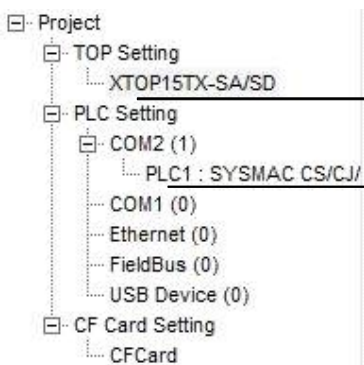 Project
TOP Setting
XTOP15TX-SA/SD
PLC Setting
COM2 (1)
PLC1 : SYSMAC CS/CJ/
COM1 (0)
Ethernet (0)
FieldBus (0)
USB Device (0)
CF Card Setting
CFCard